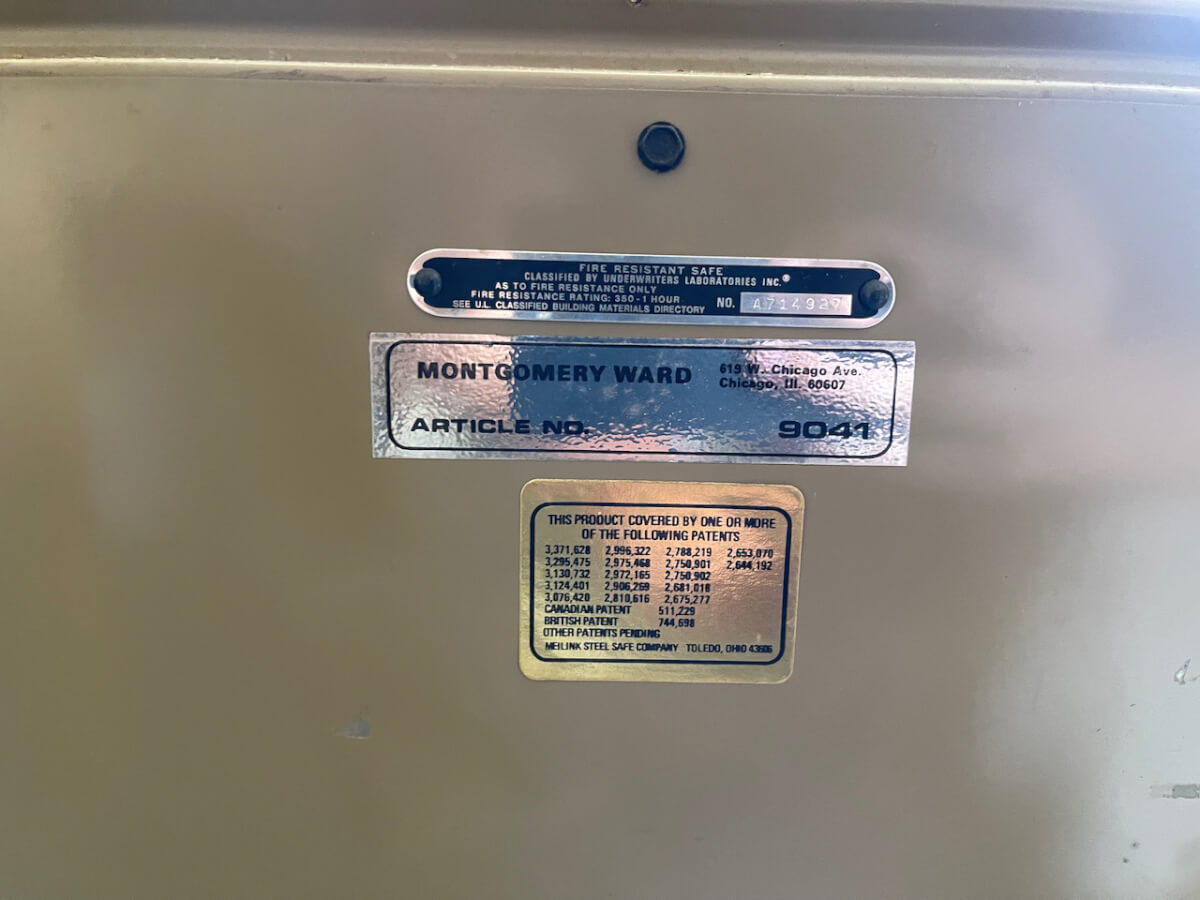 FIRE RESISTANT SAFE
CLASSIFIED BY UNDERWRITERS LABORATORIES INC.®
AS TO FIRE RESISTANCE ONLY
FIRE RESISTANCE RATING: 350-1 HOUR
SEE U.L. CLASSIFIED BUILDING MATERIALS DIRECTORY
NO. A714927
MONTGOMERY WARD
619 W. Chicago Ave.
Chicago, Ill. 60607
ARTICLE NO. 9041
THIS PRODUCT COVERED BY ONE OR MORE
OF THE FOLLOWING PATENTS
3,371,628 2,996,322 2,788,219 2,653,070
3,295,475 2,975,468 2,750,901 2,644,192
3,130,732 2,972,165 2,750,902
3,124,401 2,906,269 2,681,016
3,076,420 2,810,616 2,675,277
CANADIAN PATENT 511,229
BRITISH PATENT 744,698
OTHER PATENTS PENDING
MEILINK STEEL SAFE COMPANY TOLEDO, OHIO 43606